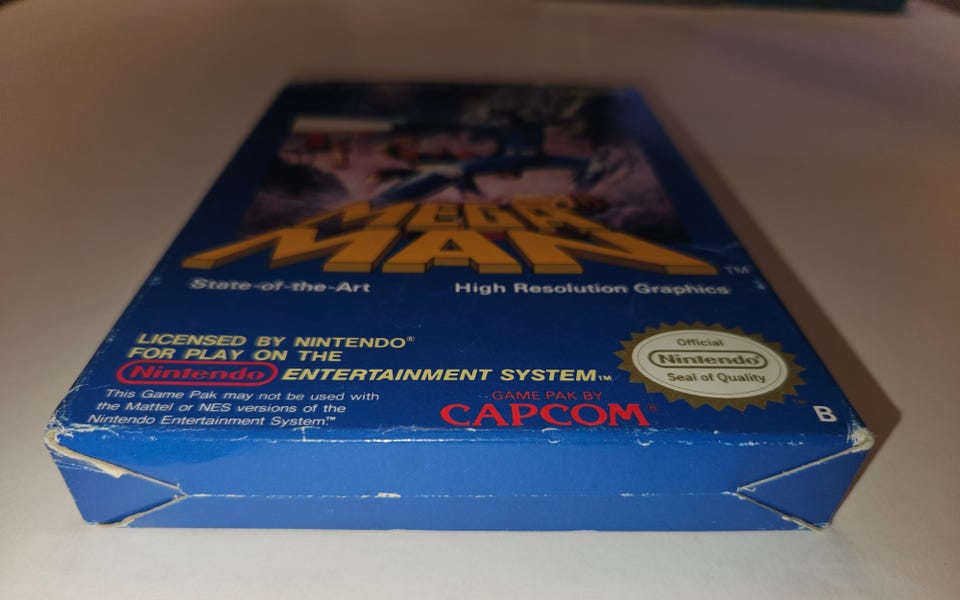 MEGA
MAN™
State-of-the-Art High Resolution Graphics
LICENSED BY NINTENDO®
FOR PLAY ON THE
Nintendo ENTERTAINMENT SYSTEM™
This Game Pak may not be used with
the Mattel or NES versions of the
Nintendo Entertainment System.™
GAME PAK BY
CAPCOM™
Official
Nintendo®
Seal of Quality
™
B